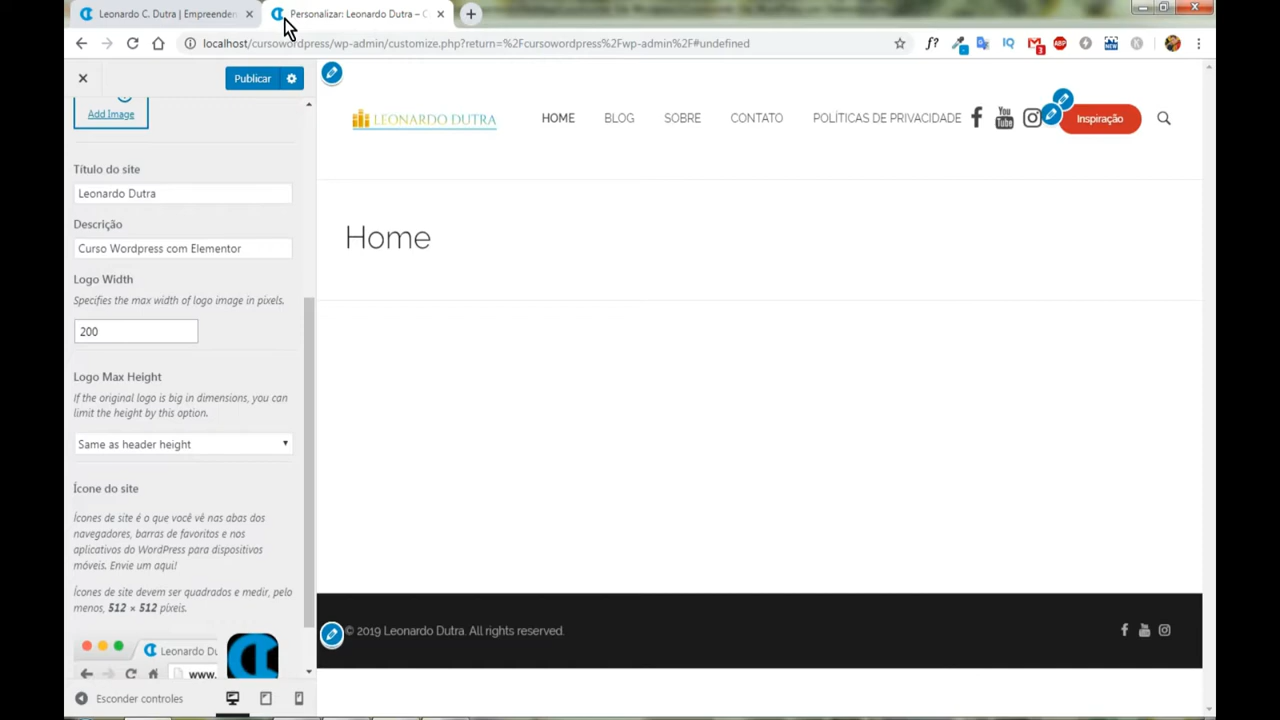 Leonardo C. Dutra | Empreenden
Personalizar: Leonardo Dutra – C
localhost/cursowordpress/wp-admin/customize.php?return=%2Fcursowordpress%2Fwp-admin%2F#undefined
f?
IQ
3
ABP
NEW
K
Publicar
Add Image
LEONARDO DUTRA
HOME
BLOG
SOBRE
CONTATO
POLÍTICAS DE PRIVACIDADE
You Tube
Inspiração
Título do site
Leonardo Dutra
Descrição
Curso Wordpress com Elementor
Logo Width
Specifies the max width of logo image in pixels.
200
Logo Max Height
If the original logo is big in dimensions, you can
limit the height by this option.
Same as header height
Ícone do site
Ícones de site é o que você vê nas abas dos
navegadores, barras de favoritos e nos
aplicativos do WordPress para dispositivos
móveis. Envie um aqui!
Ícones de site devem ser quadrados e medir, pelo
menos, 512 × 512 pixels.
Leonardo Du
www.
Esconder controles
Home
© 2019 Leonardo Dutra. All rights reserved.